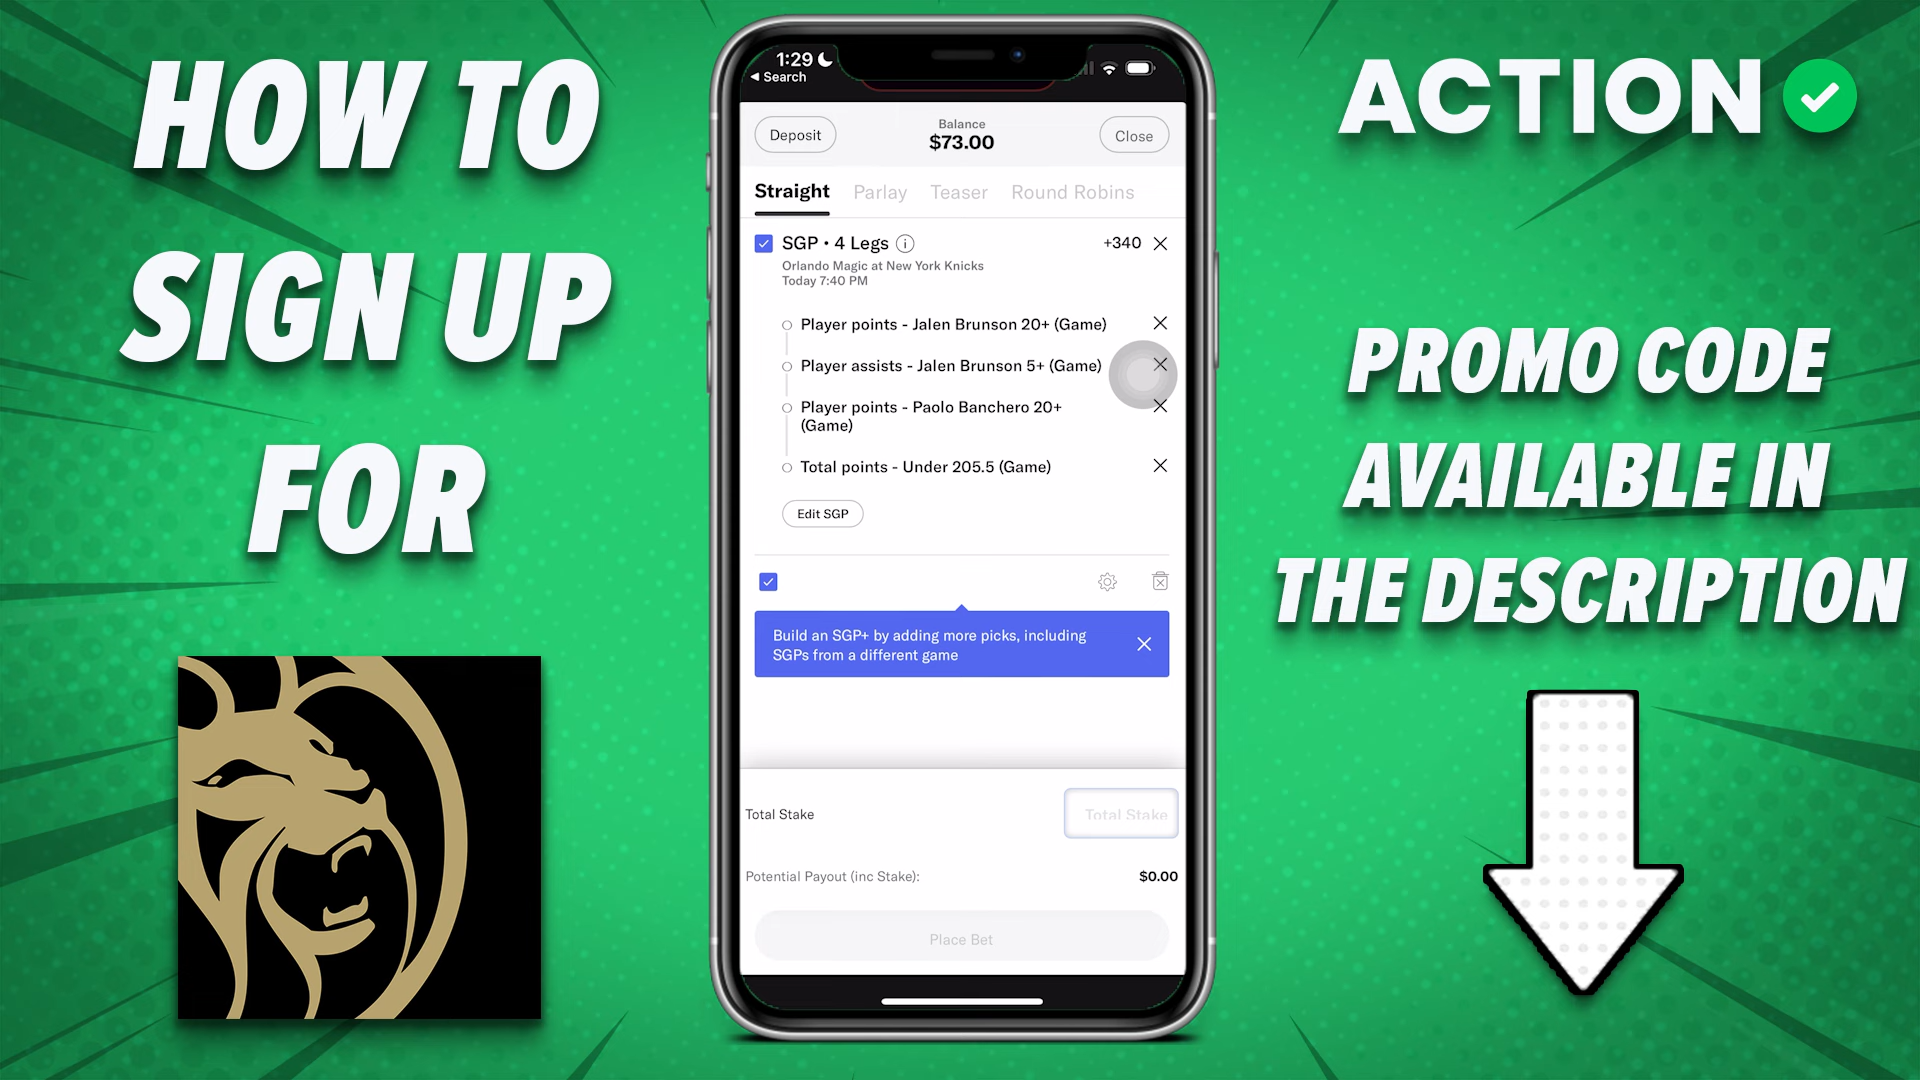 HOW TO
SIGN UP
FOR
1:29
◀ Search
Deposit
Balance
$73.00
Close
Straight
Parlay
Teaser
Round Robins
SGP • 4 Legs
+340
Orlando Magic at New York Knicks
Today 7:40 PM
Player points - Jalen Brunson 20+ (Game)
Player assists - Jalen Brunson 5+ (Game)
Player points - Paolo Banchero 20+
(Game)
Total points - Under 205.5 (Game)
Edit SGP
Build an SGP+ by adding more picks, including
SGPs from a different game
Total Stake
Total Stake
Potential Payout (inc Stake):
$0.00
Place Bet
ACTION
PROMO CODE
AVAILABLE IN
THE DESCRIPTION